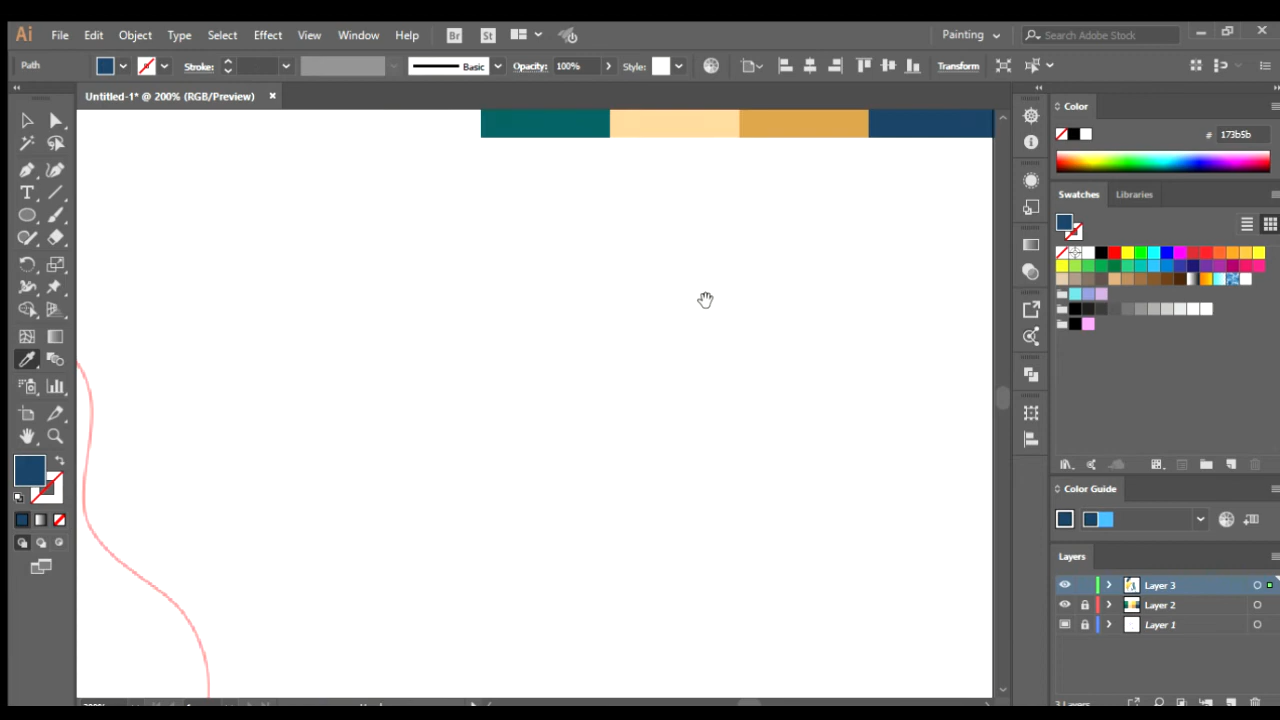 Ai File Edit Object Type Select Effect View Window Help Br St Painting Search Adobe Stock
Path Stroke: Basic Opacity: 100% Style: Transform
Untitled-1* @ 200% (RGB/Preview)
Color
# 173b5b
Swatches Libraries
Color Guide
Layers
Layer 3
Layer 2
Layer 1